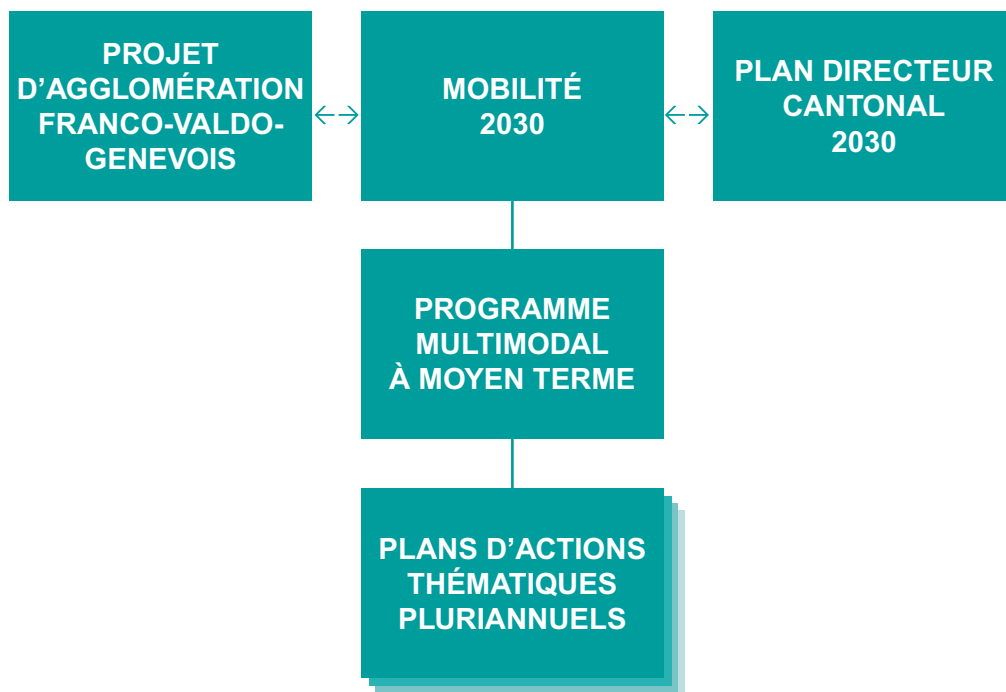 PROJET
D’AGGLOMÉRATION
FRANCO-VALDO-
GENEVOIS
MOBILITÉ
2030
PLAN DIRECTEUR
CANTONAL
2030
PROGRAMME
MULTIMODAL
À MOYEN TERME
PLANS D’ACTIONS
THÉMATIQUES
PLURIANNUELS